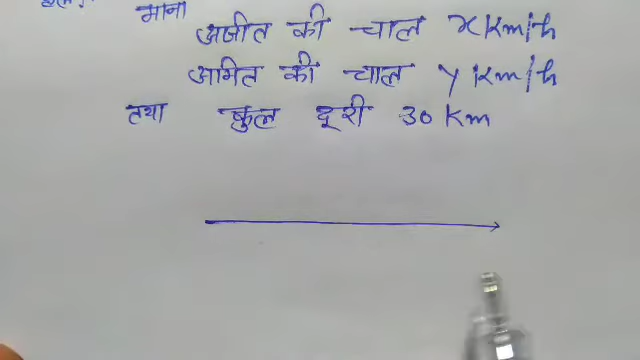 माना
अजीत की चाल x Km/h
अमित की चाल y Km/h
तथा कुल दूरी 30 Km